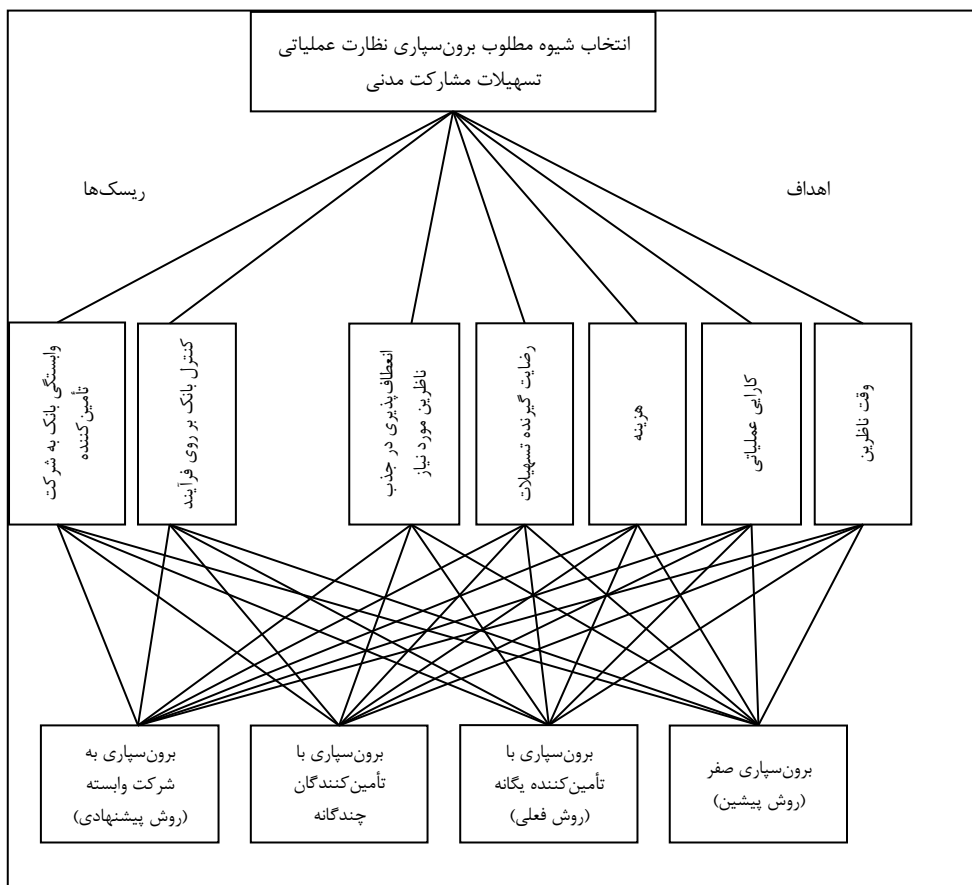 انتخاب شیوه مطلوب برون‌سپاری نظارت عملیاتی
تسهیلات مشارکت مدنی
اهداف
ریسک‌ها
وقت ناظرین
کارایی عملیاتی
هزینه
رضایت گیرنده تسهیلات
انعطاف‌پذیری در جذب
ناظرین مورد نیاز
کنترل بانک بر روی فرآیند
وابستگی بانک به شرکت
تأمین‌کننده
برون‌سپاری صفر
(روش پیشین)
برون‌سپاری با
تأمین‌کننده یگانه
(روش فعلی)
برون‌سپاری با
تأمین‌کنندگان
چندگانه
برون‌سپاری به
شرکت وابسته
(روش پیشنهادی)